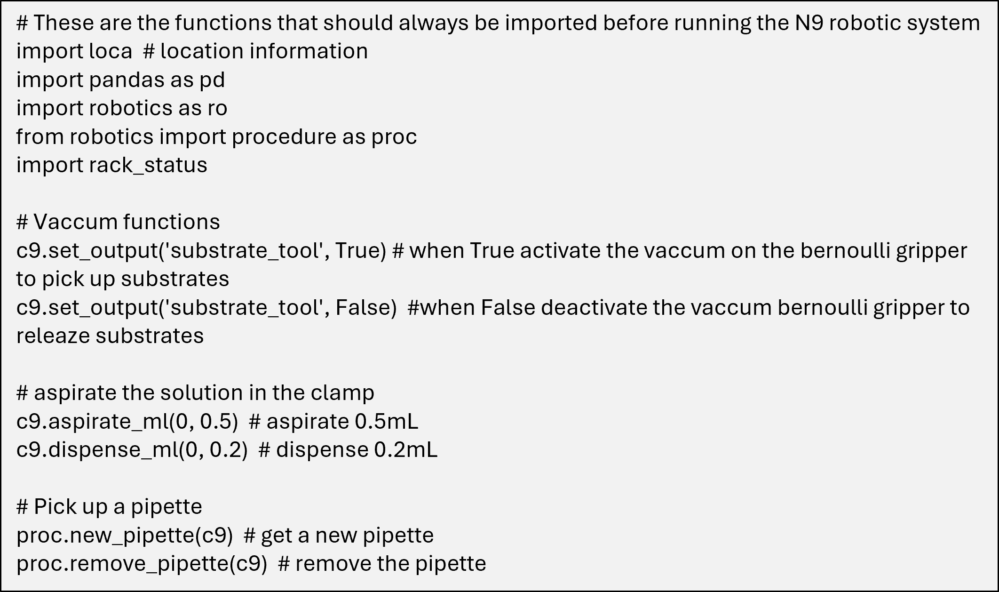 # These are the functions that should always be imported before running the N9 robotic system
import loca  # location information
import pandas as pd
import robotics as ro
from robotics import procedure as proc
import rack_status
# Vaccum functions
c9.set_output('substrate_tool', True) # when True activate the vaccum on the bernoulli gripper
to pick up substrates
c9.set_output('substrate_tool', False)  #when False deactivate the vaccum bernoulli gripper to
releaze substrates
# aspirate the solution in the clamp
c9.aspirate_ml(0, 0.5)  # aspirate 0.5mL
c9.dispense_ml(0, 0.2)  # dispense 0.2mL
# Pick up a pipette
proc.new_pipette(c9)  # get a new pipette
proc.remove_pipette(c9)  # remove the pipette